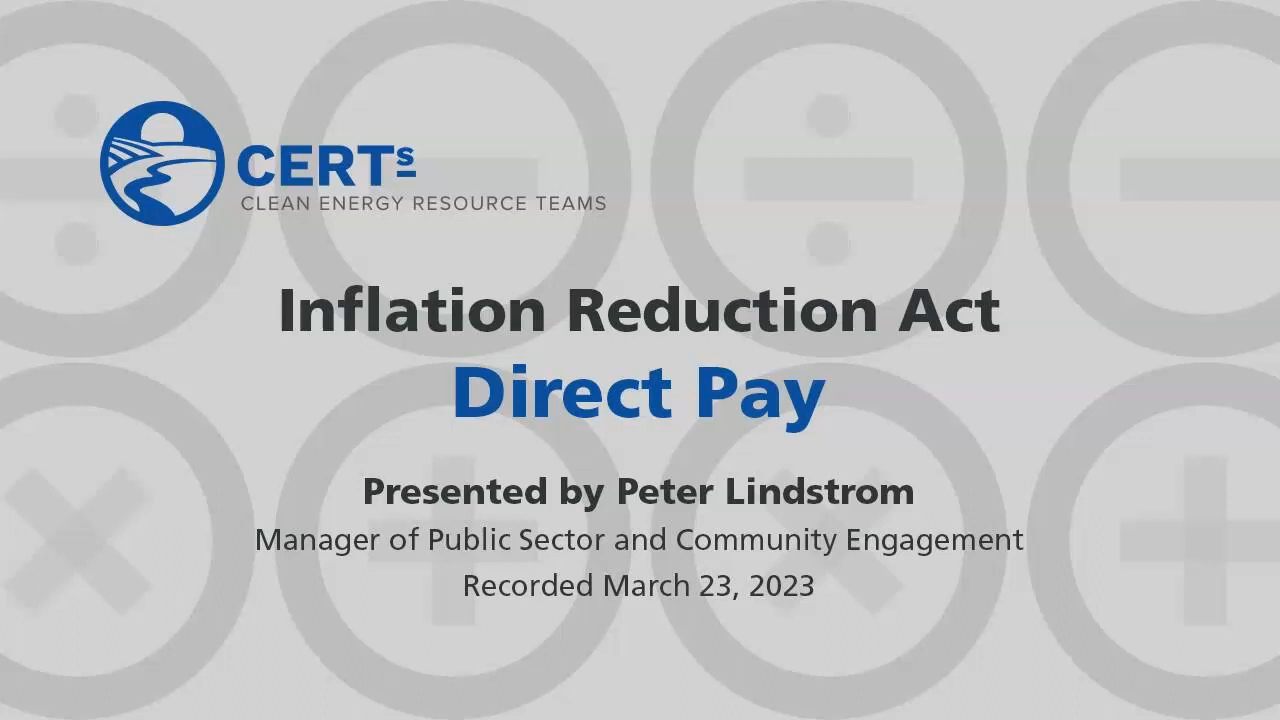 CERTs
CLEAN ENERGY RESOURCE TEAMS
Inflation Reduction Act
Direct Pay
Presented by Peter Lindstrom
Manager of Public Sector and Community Engagement
Recorded March 23, 2023